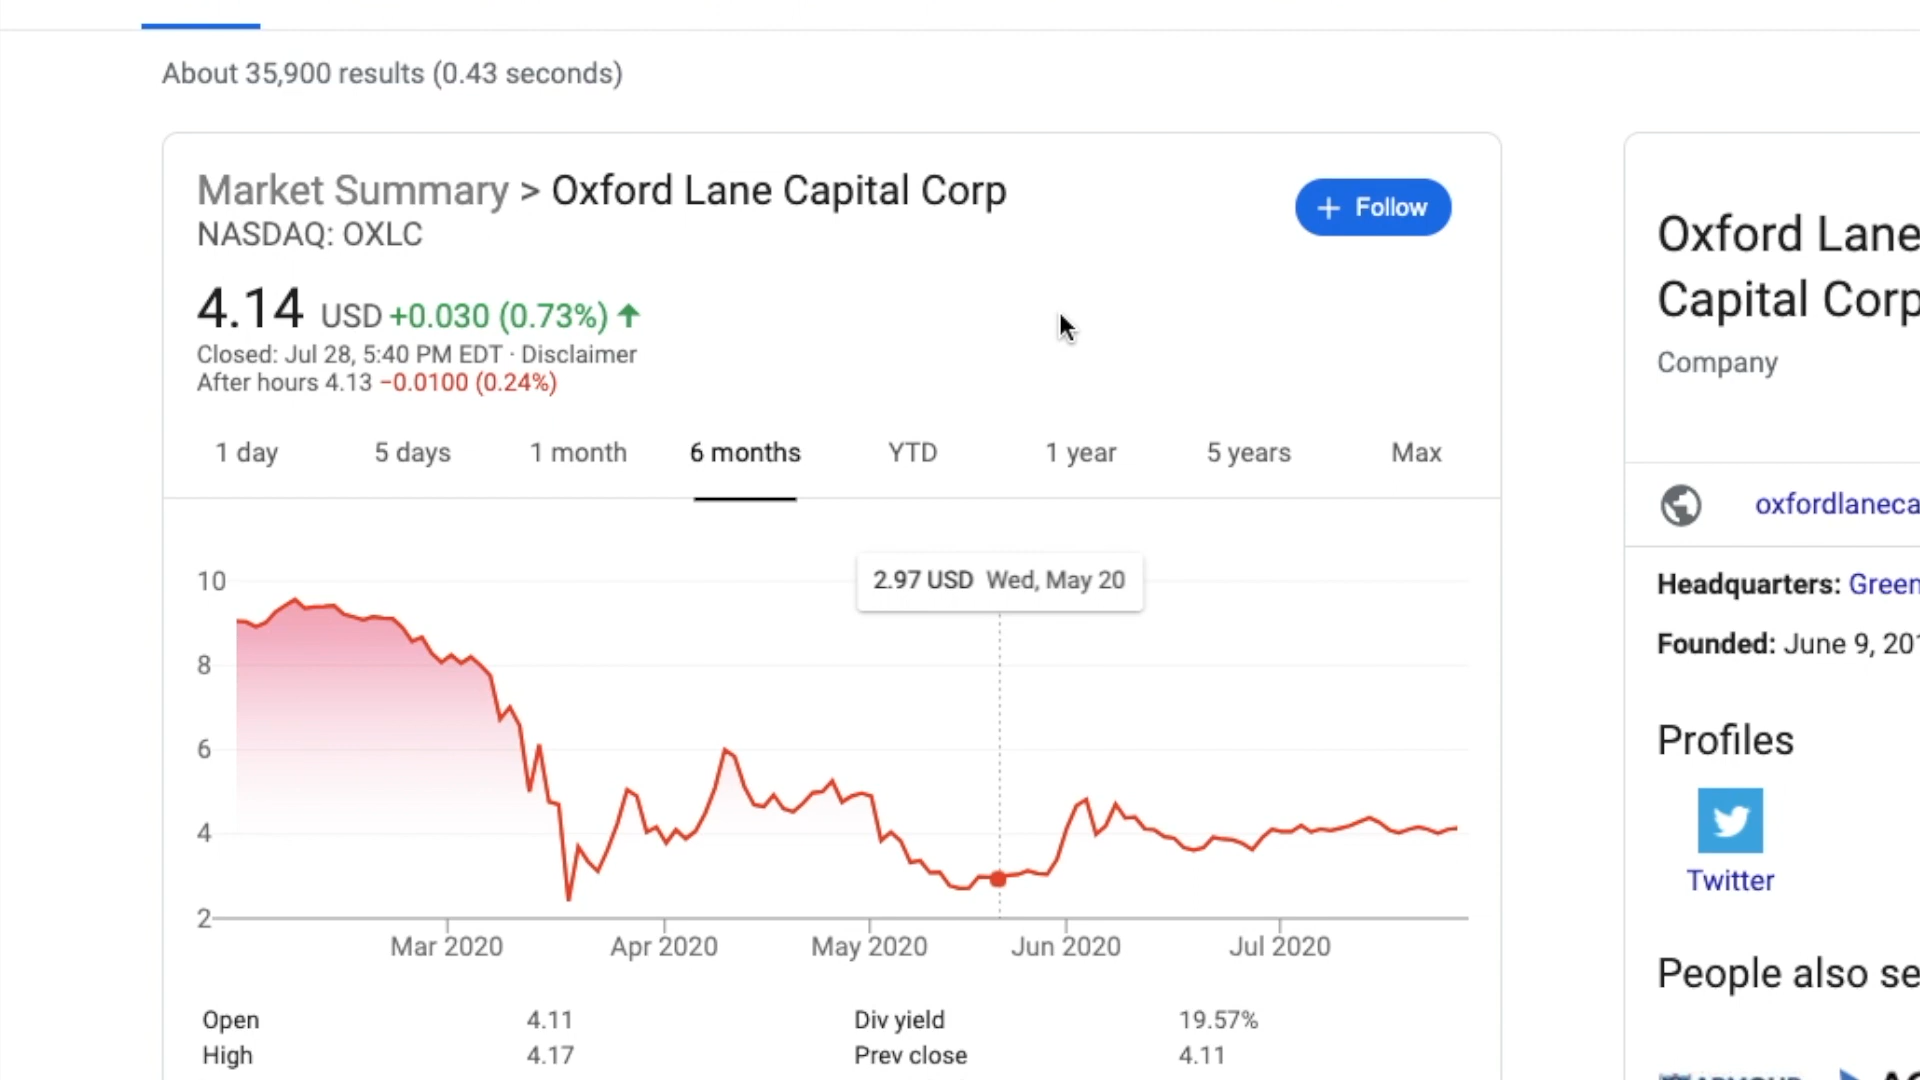 About 35,900 results (0.43 seconds)
Market Summary > Oxford Lane Capital Corp
NASDAQ: OXLC
+ Follow
4.14 USD +0.030 (0.73%)
Closed: Jul 28, 5:40 PM EDT · Disclaimer
After hours 4.13 −0.0100 (0.24%)
1 day 5 days 1 month 6 months YTD 1 year 5 years Max
2.97 USD Wed, May 20
10
8
6
4
2
Mar 2020 Apr 2020 May 2020 Jun 2020 Jul 2020
Open 4.11 Div yield 19.57%
High 4.17 Prev close 4.11
Oxford Lane
Capital Corp
Company
oxfordlaneca
Headquarters: Green
Founded: June 9, 201
Profiles
Twitter
People also se